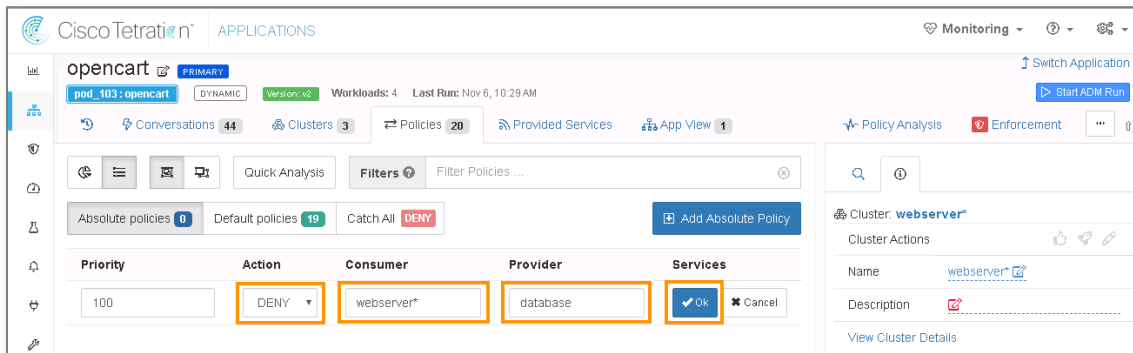 Cisco Tetration™ APPLICATIONS Monitoring
opencart PRIMARY Switch Application
pod_103 : opencart DYNAMIC Version: v2 Workloads: 4 Last Run: Nov 6, 10:29 AM Start ADM Run
Conversations 44 Clusters 3 Policies 20 Provided Services App View 1 Policy Analysis Enforcement ...
Quick Analysis Filters Filter Policies ...
Absolute policies 0 Default policies 19 Catch All DENY Add Absolute Policy
Cluster: webserver*
Cluster Actions
Priority Action Consumer Provider Services
Name webserver*
100 DENY webserver* database Ok Cancel
Description
View Cluster Details